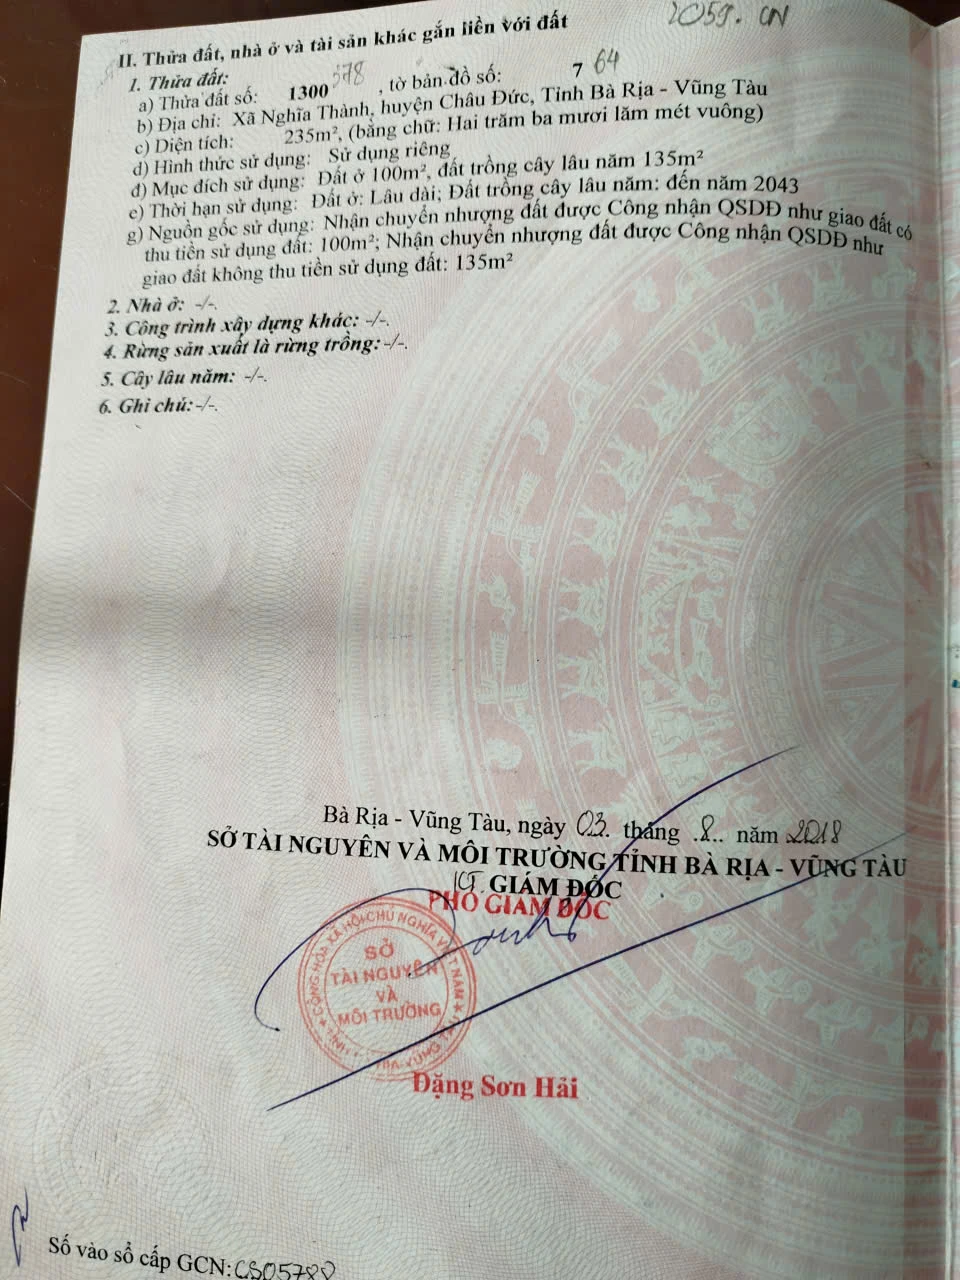 2059. CN
II. Thửa đất, nhà ở và tài sản khác gắn liền với đất
1. Thửa đất:
a) Thửa đất số: 1300 378, tờ bản đồ số: 7 64
b) Địa chỉ: Xã Nghĩa Thành, huyện Châu Đức, Tỉnh Bà Rịa - Vũng Tàu
c) Diện tích: 235m², (bằng chữ: Hai trăm ba mươi lăm mét vuông)
d) Hình thức sử dụng: Sử dụng riêng
đ) Mục đích sử dụng: Đất ở 100m², đất trồng cây lâu năm 135m²
e) Thời hạn sử dụng: Đất ở: Lâu dài; Đất trồng cây lâu năm: đến năm 2043
g) Nguồn gốc sử dụng: Nhận chuyển nhượng đất được Công nhận QSDĐ như giao đất có
thu tiền sử dụng đất: 100m²; Nhận chuyển nhượng đất được Công nhận QSDĐ như
giao đất không thu tiền sử dụng đất: 135m²
2. Nhà ở: -/-.
3. Công trình xây dựng khác: -/-.
4. Rừng sản xuất là rừng trồng: -/-.
5. Cây lâu năm: -/-.
6. Ghi chú: -/-.
Bà Rịa - Vũng Tàu, ngày 03. tháng .8.. năm 2018
SỞ TÀI NGUYÊN VÀ MÔI TRƯỜNG TỈNH BÀ RỊA - VŨNG TÀU
KT. GIÁM ĐỐC
PHÓ GIÁM ĐỐC
CỘNG HÒA XÃ HỘI CHỦ NGHĨA VIỆT NAM
SỞ
TÀI NGUYÊN
VÀ
MÔI TRƯỜNG
Đặng Sơn Hải
Số vào sổ cấp GCN: CS05788